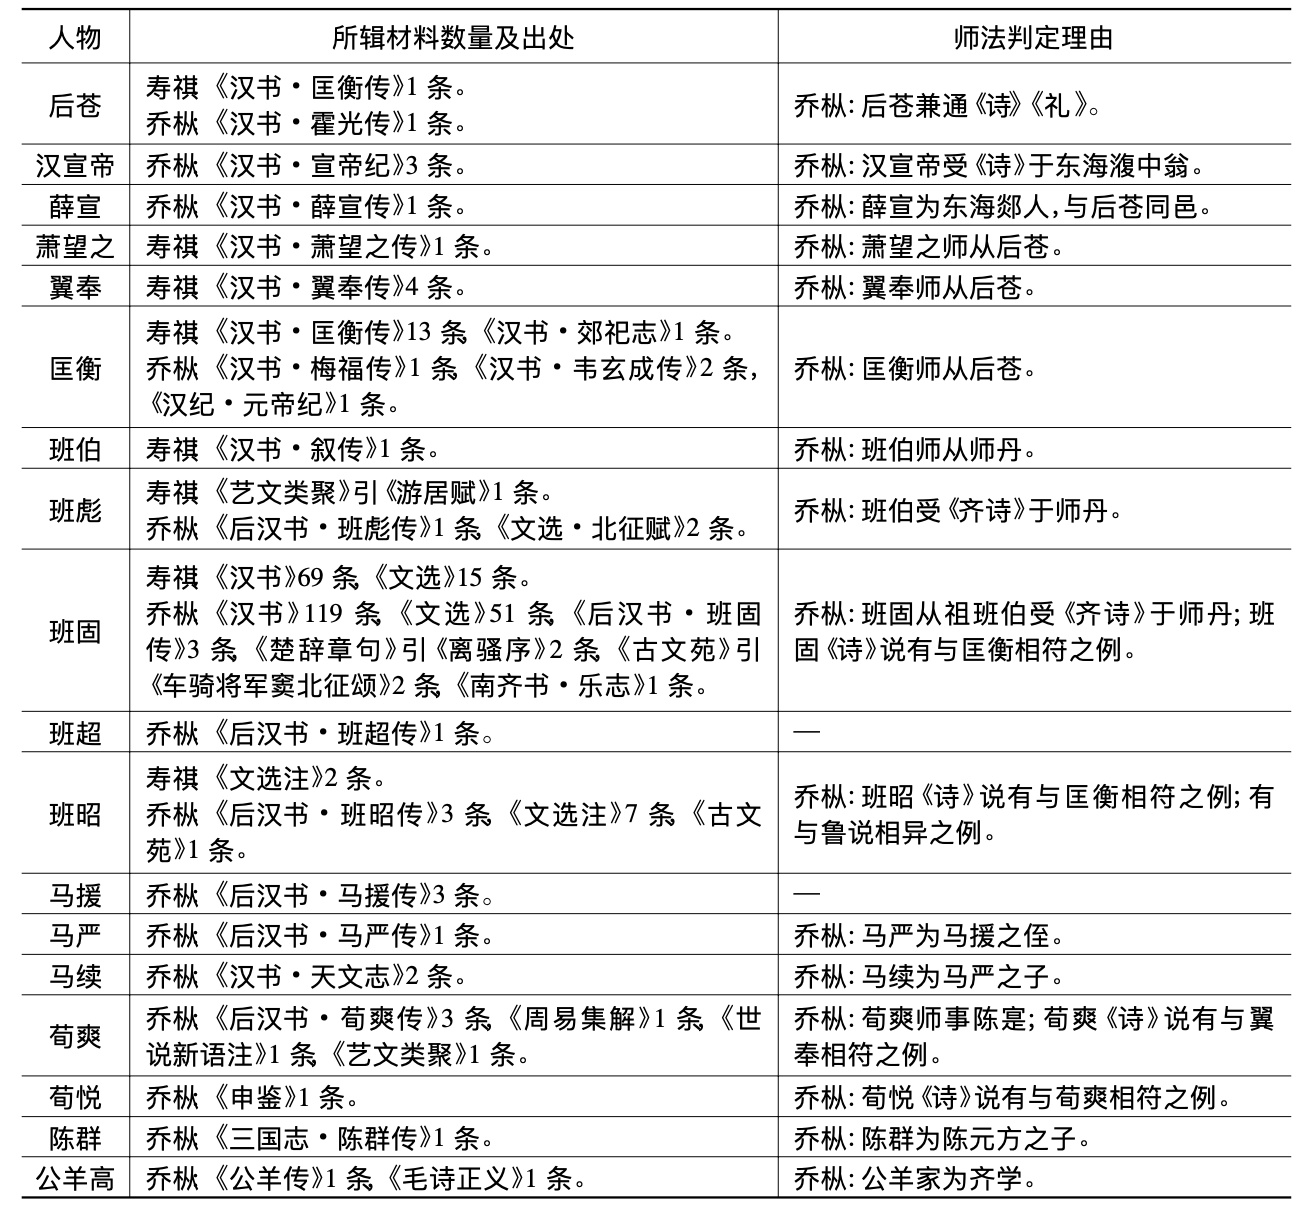 人物 所辑材料数量及出处 师法判定理由
后苍 寿祺:《汉书·匡衡传》1 条。
乔枞:《汉书·霍光传》1 条。
乔枞:后苍兼通《诗》《礼》。
汉宣帝 乔枞:《汉书·宣帝纪》3 条。 乔枞:汉宣帝受《诗》于东海澓中翁。
薛宣 乔枞:《汉书·薛宣传》1 条。 乔枞:薛宣为东海郯人,与后苍同邑。
萧望之 寿祺:《汉书·萧望之传》1 条。 乔枞:萧望之师从后苍。
翼奉 寿祺:《汉书·翼奉传》4 条。 乔枞:翼奉师从后苍。
匡衡 寿祺:《汉书·匡衡传》13 条,《汉书·郊祀志》1 条。
乔枞:《汉书·梅福传》1 条,《汉书·韦玄成传》2 条,
《汉纪·元帝纪》1 条。
乔枞:匡衡师从后苍。
班伯 寿祺:《汉书·叙传》1 条。 乔枞:班伯师从师丹。
班彪 寿祺:《艺文类聚》引《游居赋》1 条。
乔枞:《后汉书·班彪传》1 条,《文选·北征赋》2 条。
乔枞:班伯受《齐诗》于师丹。
班固 寿祺:《汉书》69 条,《文选》15 条。
乔枞:《汉书》119 条,《文选》51 条,《后汉书·班固
传》3 条,《楚辞章句》引《离骚序》2 条,《古文苑》引
《车骑将军窦北征颂》2 条,《南齐书·乐志》1 条。
乔枞:班固从祖班伯受《齐诗》于师丹;班
固《诗》说有与匡衡相符之例。
班超 乔枞:《后汉书·班超传》1 条。 —
班昭 寿祺:《文选注》2 条。
乔枞:《后汉书·班昭传》3 条,《文选注》7 条,《古文
苑》1 条。
乔枞:班昭《诗》说有与匡衡相符之例;有
与鲁说相异之例。
马援 乔枞:《后汉书·马援传》3 条。 —
马严 乔枞:《后汉书·马严传》1 条。 乔枞:马严为马援之侄。
马续 乔枞:《汉书·天文志》2 条。 乔枞:马续为马严之子。
荀爽 乔枞:《后汉书·荀爽传》3 条,《周易集解》1 条,《世
说新语注》1 条,《艺文类聚》1 条。
乔枞:荀爽师事陈寔;荀爽《诗》说有与翼
奉相符之例。
荀悦 乔枞:《申鉴》1 条。 乔枞:荀悦《诗》说有与荀爽相符之例。
陈群 乔枞:《三国志·陈群传》1 条。 乔枞:陈群为陈元方之子。
公羊高 乔枞:《公羊传》1 条,《毛诗正义》1 条。 乔枞:公羊家为齐学。